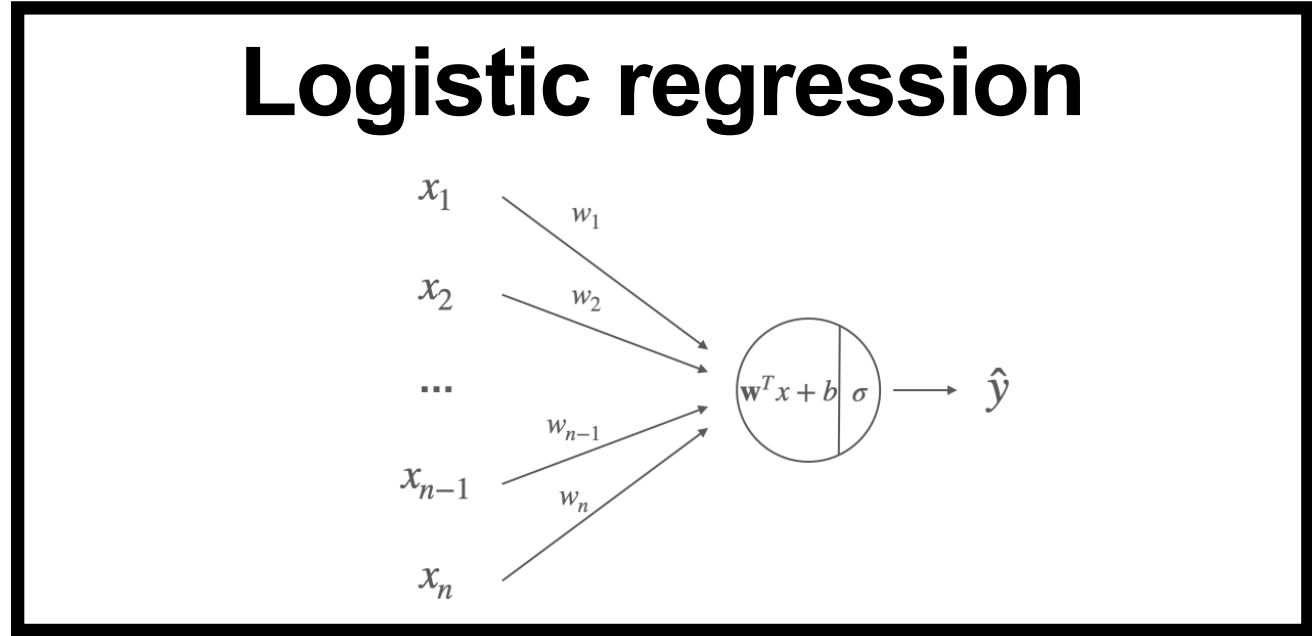 Logistic regression
x₁
w₁
x₂
w₂
...
wᵀx + b σ
ŷ
wₙ₋₁
xₙ₋₁
wₙ
xₙ